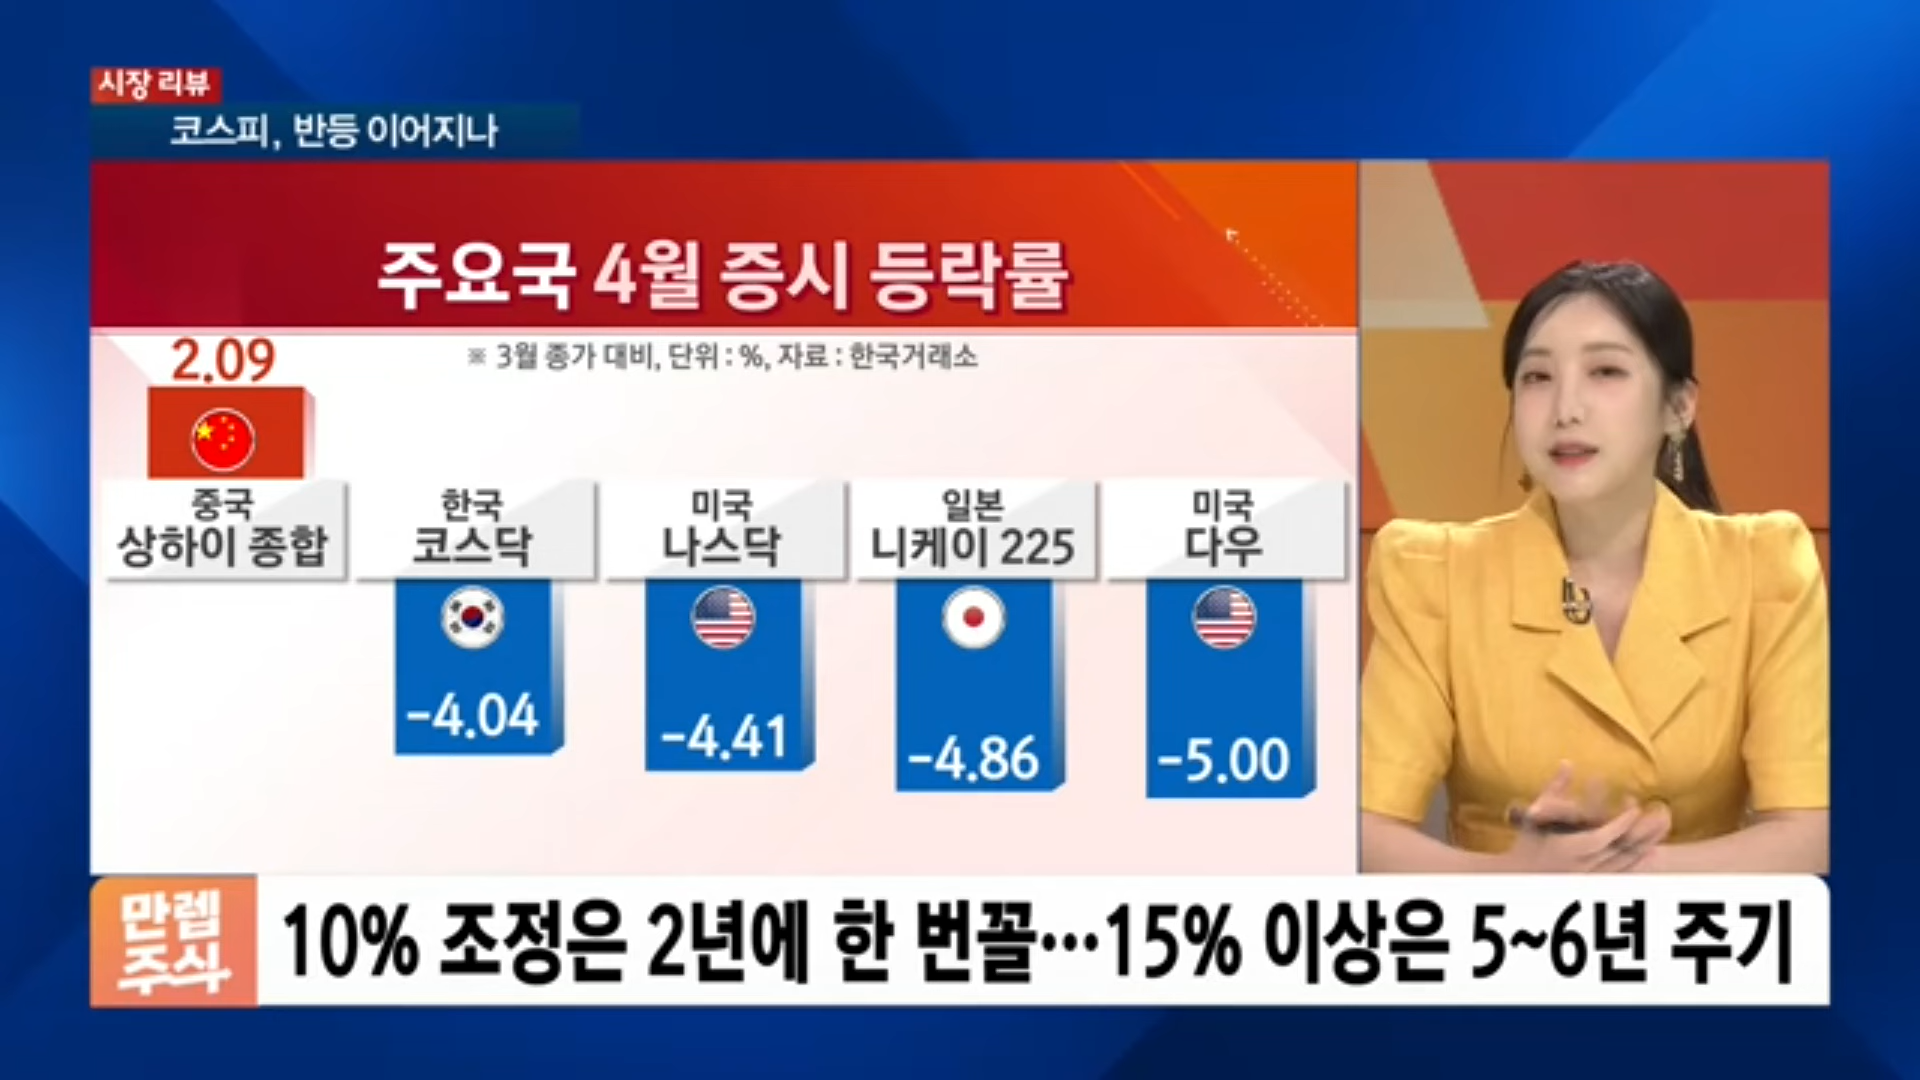 시장 리뷰
코스피, 반등 이어지나
주요국 4월 증시 등락률
※ 3월 종가 대비, 단위 : %, 자료 : 한국거래소
2.09
중국
상하이 종합
한국
코스닥
-4.04
미국
나스닥
-4.41
일본
니케이 225
-4.86
미국
다우
-5.00
만렙
주식
10% 조정은 2년에 한 번꼴…15% 이상은 5~6년 주기